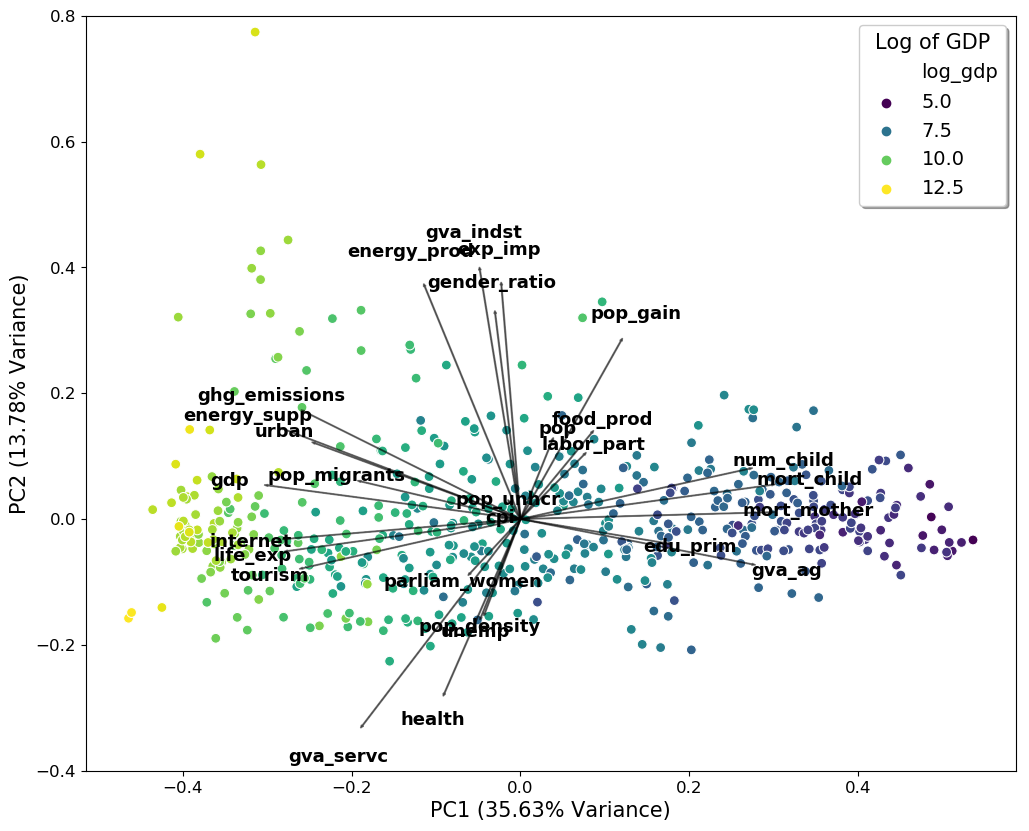 Log of GDP
log_gdp
5.0
7.5
10.0
12.5
PC2 (13.78% Variance)
0.8
0.6
0.4
0.2
0.0
−0.2
−0.4
gva_indst
energy_prod
exp_imp
gender_ratio
pop_gain
ghg_emissions
energy_supp
urban
food_prod
pop
labor_part
gdp
pop_migrants
num_child
mort_child
pop_unhcr
cpi
mort_mother
internet
life_exp
tourism
edu_prim
gva_ag
parliam_women
pop_density
unemp
health
gva_servc
−0.4
−0.2
0.0
0.2
0.4
PC1 (35.63% Variance)